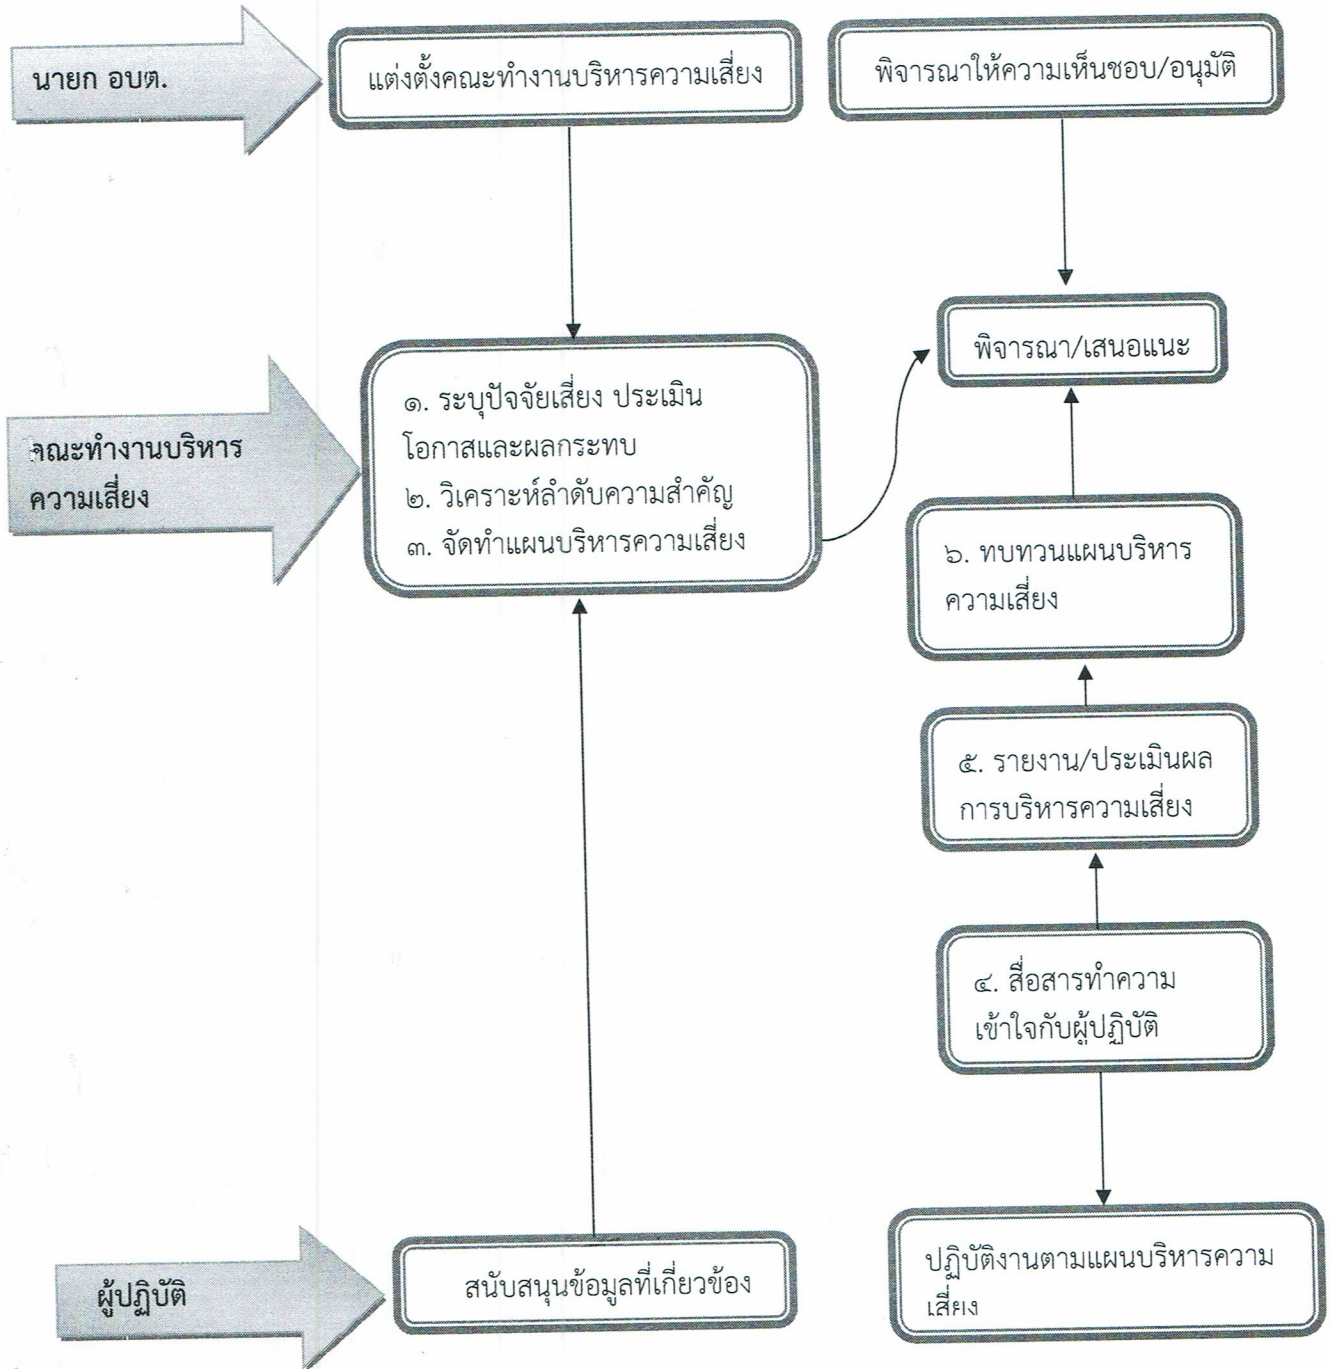 นายก อบต.
แต่งตั้งคณะทำงานบริหารความเสี่ยง
พิจารณาให้ความเห็นชอบ/อนุมัติ
พิจารณา/เสนอแนะ
คณะทำงานบริหาร
ความเสี่ยง
๑. ระบุปัจจัยเสี่ยง ประเมิน
โอกาสและผลกระทบ
๒. วิเคราะห์ลำดับความสำคัญ
๓. จัดทำแผนบริหารความเสี่ยง
๖. ทบทวนแผนบริหาร
ความเสี่ยง
๕. รายงาน/ประเมินผล
การบริหารความเสี่ยง
๔. สื่อสารทำความ
เข้าใจกับผู้ปฏิบัติ
ผู้ปฏิบัติ
สนับสนุนข้อมูลที่เกี่ยวข้อง
ปฏิบัติงานตามแผนบริหารความ
เสี่ยง